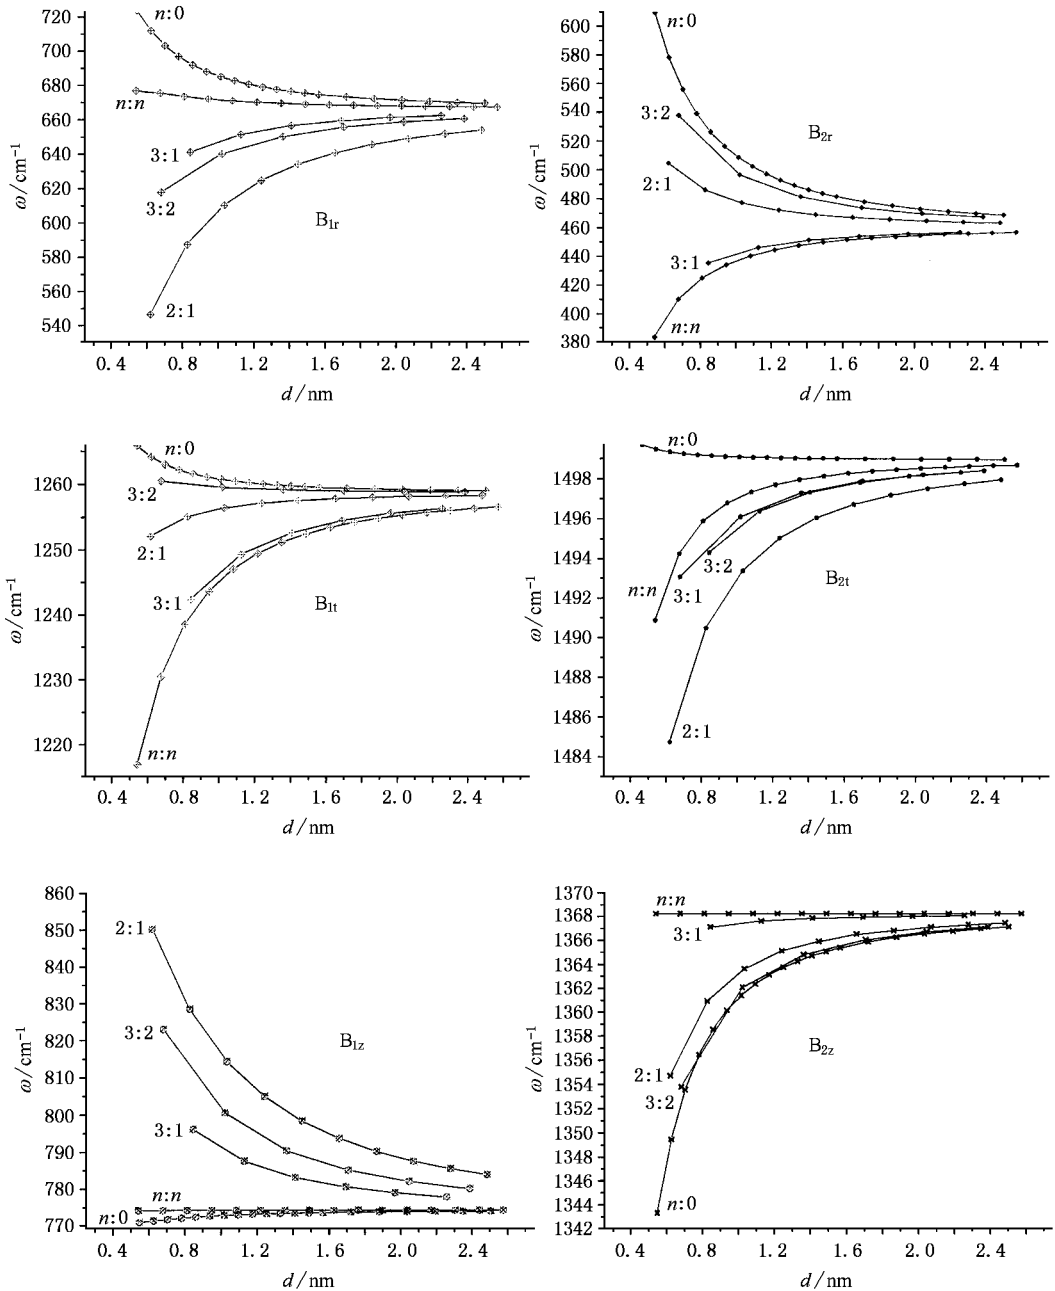 720
700
680
660
640
620
600
580
560
540
ω/cm⁻¹
n:0
n:n
3:1
3:2
2:1
B1r
0.4 0.8 1.2 1.6 2.0 2.4
d/nm
600
580
560
540
520
500
480
460
440
420
400
380
ω/cm⁻¹
n:0
3:2
2:1
3:1
n:n
B2r
0.4 0.8 1.2 1.6 2.0 2.4
d/nm
1260
1250
1240
1230
1220
ω/cm⁻¹
n:0
3:2
2:1
3:1
n:n
B1t
0.4 0.8 1.2 1.6 2.0 2.4
d/nm
1498
1496
1494
1492
1490
1488
1486
1484
ω/cm⁻¹
n:0
3:2
n:n
3:1
2:1
B2t
0.4 0.8 1.2 1.6 2.0 2.4
d/nm
860
850
840
830
820
810
800
790
780
770
ω/cm⁻¹
2:1
3:2
3:1
n:n
n:0
B1z
0.4 0.8 1.2 1.6 2.0 2.4
d/nm
1370
1368
1366
1364
1362
1360
1358
1356
1354
1352
1350
1348
1346
1344
1342
ω/cm⁻¹
n:n
3:1
2:1
3:2
n:0
B2z
0.4 0.8 1.2 1.6 2.0 2.4
d/nm